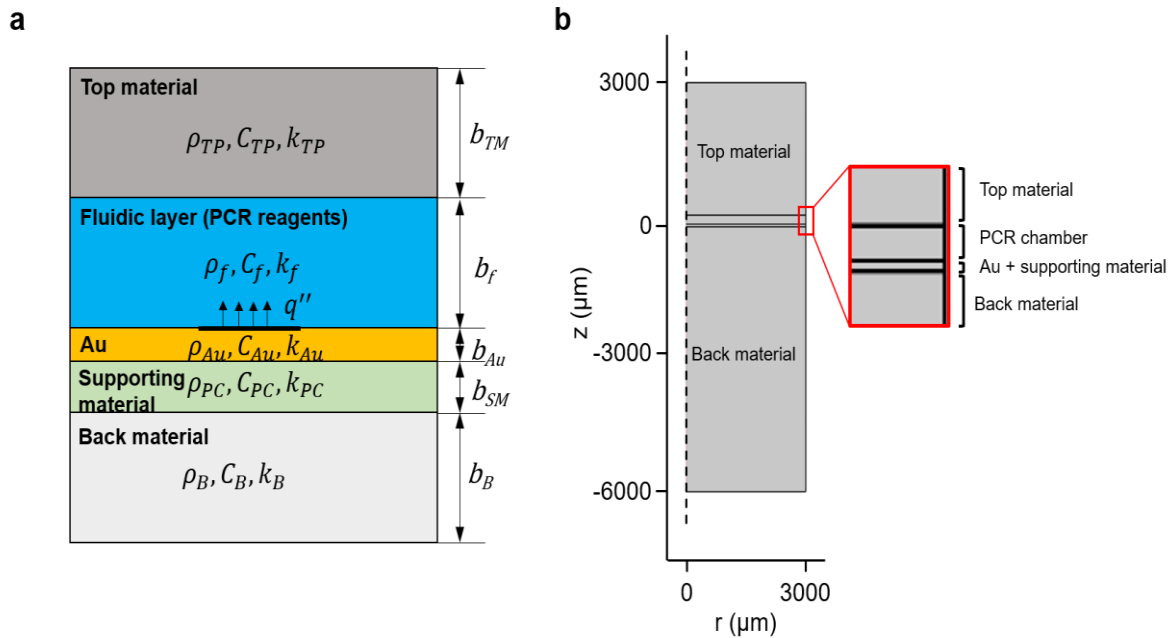 a
Top material
ρ_TP, C_TP, k_TP
b_TM
Fluidic layer (PCR reagents)
ρ_f, C_f, k_f
b_f
q''
Au
ρ_Au, C_Au, k_Au
b_Au
Supporting
material
ρ_PC, C_PC, k_PC
b_SM
Back material
ρ_B, C_B, k_B
b_B
b
3000
0
-3000
-6000
z (µm)
Top material
Back material
0
3000
r (µm)
Top material
PCR chamber
Au + supporting material
Back material